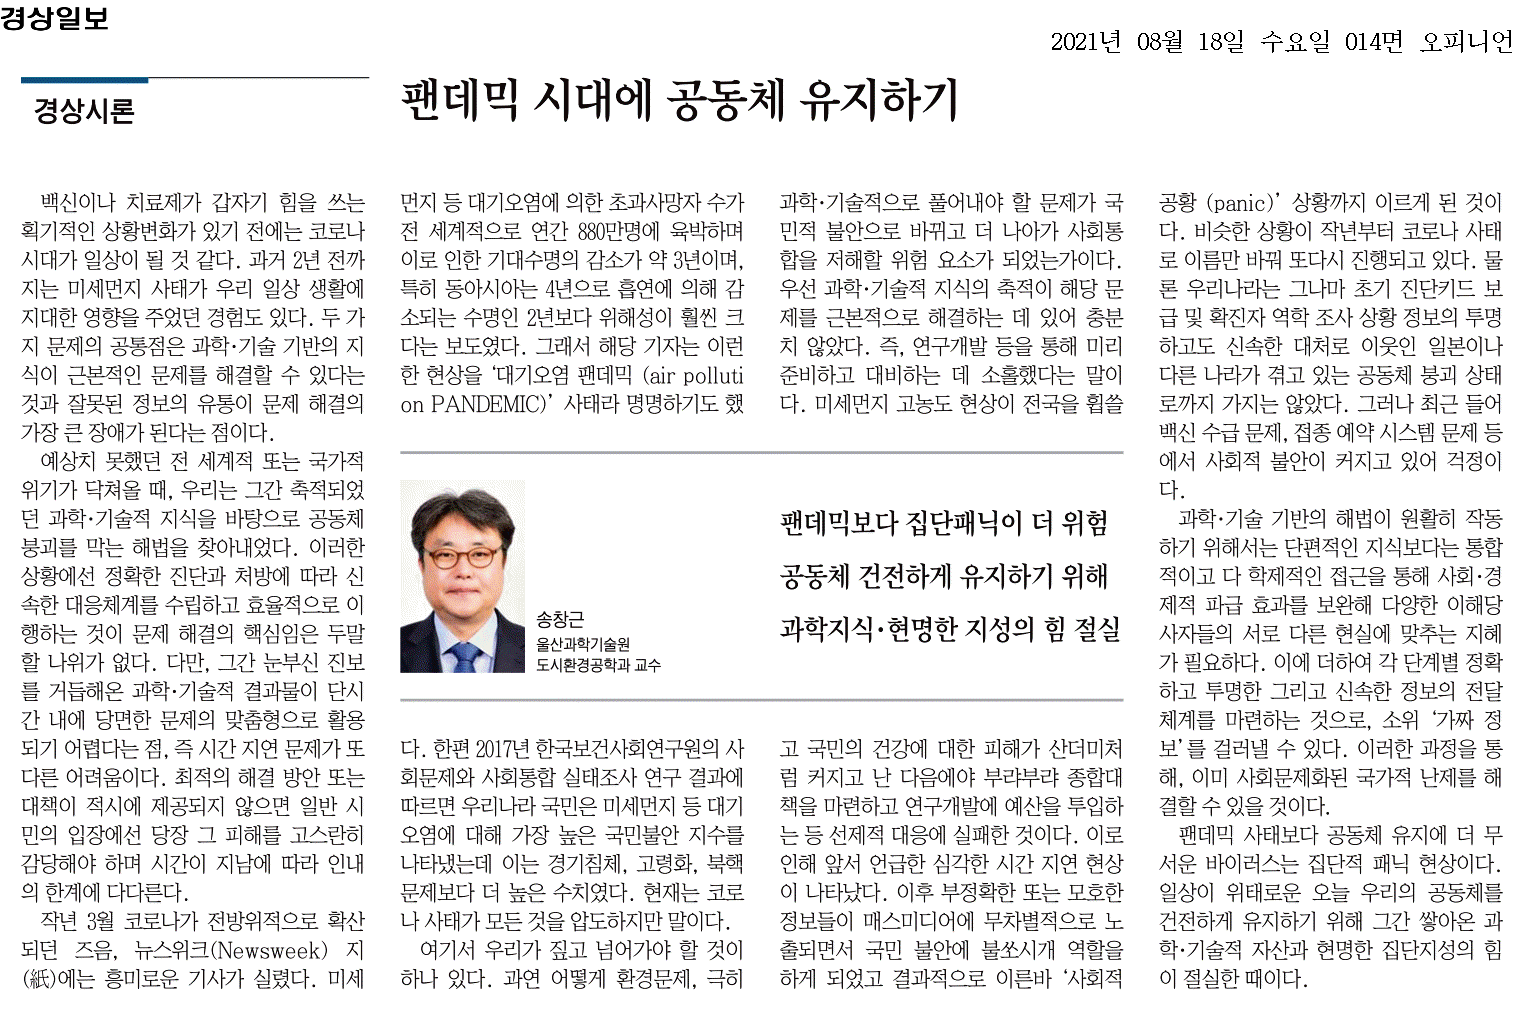 경상일보
2021년 08월 18일 수요일 014면 오피니언
경상시론
팬데믹 시대에 공동체 유지하기
백신이나 치료제가 갑자기 힘을 쓰는
획기적인 상황변화가 있기 전에는 코로나
시대가 일상이 될 것 같다. 과거 2년 전까
지는 미세먼지 사태가 우리 일상 생활에
지대한 영향을 주었던 경험도 있다. 두 가
지 문제의 공통점은 과학·기술 기반의 지
식이 근본적인 문제를 해결할 수 있다는
것과 잘못된 정보의 유통이 문제 해결의
가장 큰 장애가 된다는 점이다.
예상치 못했던 전 세계적 또는 국가적
위기가 닥쳐올 때, 우리는 그간 축적되었
던 과학·기술적 지식을 바탕으로 공동체
붕괴를 막는 해법을 찾아내었다. 이러한
상황에선 정확한 진단과 처방에 따라 신
속한 대응체계를 수립하고 효율적으로 이
행하는 것이 문제 해결의 핵심임은 두말
할 나위가 없다. 다만, 그간 눈부신 진보
를 거듭해온 과학·기술적 결과물이 단시
간 내에 당면한 문제의 맞춤형으로 활용
되기 어렵다는 점, 즉 시간 지연 문제가 또
다른 어려움이다. 최적의 해결 방안 또는
대책이 적시에 제공되지 않으면 일반 시
민의 입장에선 당장 그 피해를 고스란히
감당해야 하며 시간이 지남에 따라 인내
의 한계에 다다른다.
작년 3월 코로나가 전방위적으로 확산
되던 즈음, 뉴스위크(Newsweek) 지
(紙)에는 흥미로운 기사가 실렸다. 미세
먼지 등 대기오염에 의한 초과사망자 수가
전 세계적으로 연간 880만명에 육박하며
이로 인한 기대수명의 감소가 약 3년이며,
특히 동아시아는 4년으로 흡연에 의해 감
소되는 수명인 2년보다 위해성이 훨씬 크
다는 보도였다. 그래서 해당 기자는 이런
한 현상을 ‘대기오염 팬데믹 (air polluti
on PANDEMIC)’ 사태라 명명하기도 했
송창근
울산과학기술원
도시환경공학과 교수
팬데믹보다 집단패닉이 더 위험
공동체 건전하게 유지하기 위해
과학지식·현명한 지성의 힘 절실
다. 한편 2017년 한국보건사회연구원의 사
회문제와 사회통합 실태조사 연구 결과에
따르면 우리나라 국민은 미세먼지 등 대기
오염에 대해 가장 높은 국민불안 지수를
나타냈는데 이는 경기침체, 고령화, 북핵
문제보다 더 높은 수치였다. 현재는 코로
나 사태가 모든 것을 압도하지만 말이다.
여기서 우리가 짚고 넘어가야 할 것이
하나 있다. 과연 어떻게 환경문제, 극히
과학·기술적으로 풀어내야 할 문제가 국
민적 불안으로 바뀌고 더 나아가 사회통
합을 저해할 위험 요소가 되었는가이다.
우선 과학·기술적 지식의 축적이 해당 문
제를 근본적으로 해결하는 데 있어 충분
치 않았다. 즉, 연구개발 등을 통해 미리
준비하고 대비하는 데 소홀했다는 말이
다. 미세먼지 고농도 현상이 전국을 휩쓸
고 국민의 건강에 대한 피해가 산더미처
럼 커지고 난 다음에야 부랴부랴 종합대
책을 마련하고 연구개발에 예산을 투입하
는 등 선제적 대응에 실패한 것이다. 이로
인해 앞서 언급한 심각한 시간 지연 현상
이 나타났다. 이후 부정확한 또는 모호한
정보들이 매스미디어에 무차별적으로 노
출되면서 국민 불안에 불쏘시개 역할을
하게 되었고 결과적으로 이른바 ‘사회적
공황 (panic)’ 상황까지 이르게 된 것이
다. 비슷한 상황이 작년부터 코로나 사태
로 이름만 바꿔 또다시 진행되고 있다. 물
론 우리나라는 그나마 초기 진단키드 보
급 및 확진자 역학 조사 상황 정보의 투명
하고도 신속한 대처로 이웃인 일본이나
다른 나라가 겪고 있는 공동체 붕괴 상태
로까지 가지는 않았다. 그러나 최근 들어
백신 수급 문제, 접종 예약 시스템 문제 등
에서 사회적 불안이 커지고 있어 걱정이
다.
과학·기술 기반의 해법이 원활히 작동
하기 위해서는 단편적인 지식보다는 통합
적이고 다 학제적인 접근을 통해 사회·경
제적 파급 효과를 보완해 다양한 이해당
사자들의 서로 다른 현실에 맞추는 지혜
가 필요하다. 이에 더하여 각 단계별 정확
하고 투명한 그리고 신속한 정보의 전달
체계를 마련하는 것으로, 소위 ‘가짜 정
보’를 걸러낼 수 있다. 이러한 과정을 통
해, 이미 사회문제화된 국가적 난제를 해
결할 수 있을 것이다.
팬데믹 사태보다 공동체 유지에 더 무
서운 바이러스는 집단적 패닉 현상이다.
일상이 위태로운 오늘 우리의 공동체를
건전하게 유지하기 위해 그간 쌓아온 과
학·기술적 자산과 현명한 집단지성의 힘
이 절실한 때이다.